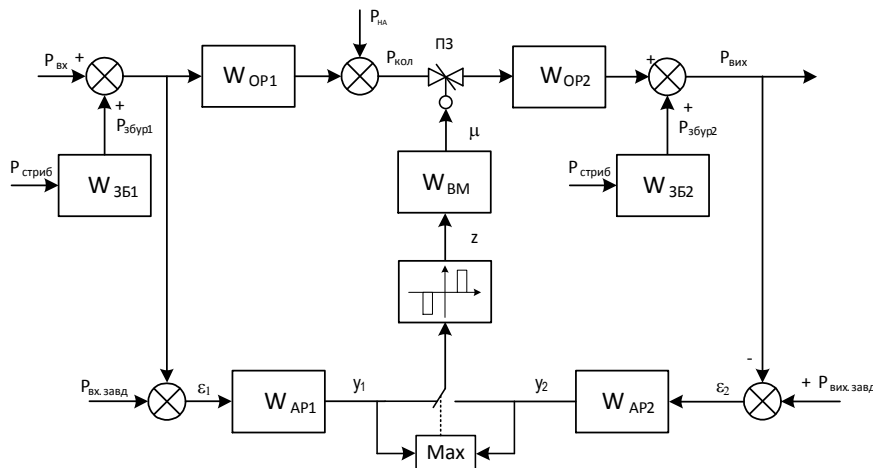 Pна
Pвх
+
WОР1
Pкол
ПЗ
WОР2
+
Pвих
+
Pзбур1
μ
+
Pзбур2
Pстриб
WЗБ1
WВМ
Pстриб
WЗБ2
z
-
Pвх.завд
ε1
WАР1
y1
y2
WАР2
ε2
+ Pвих.завд
Max